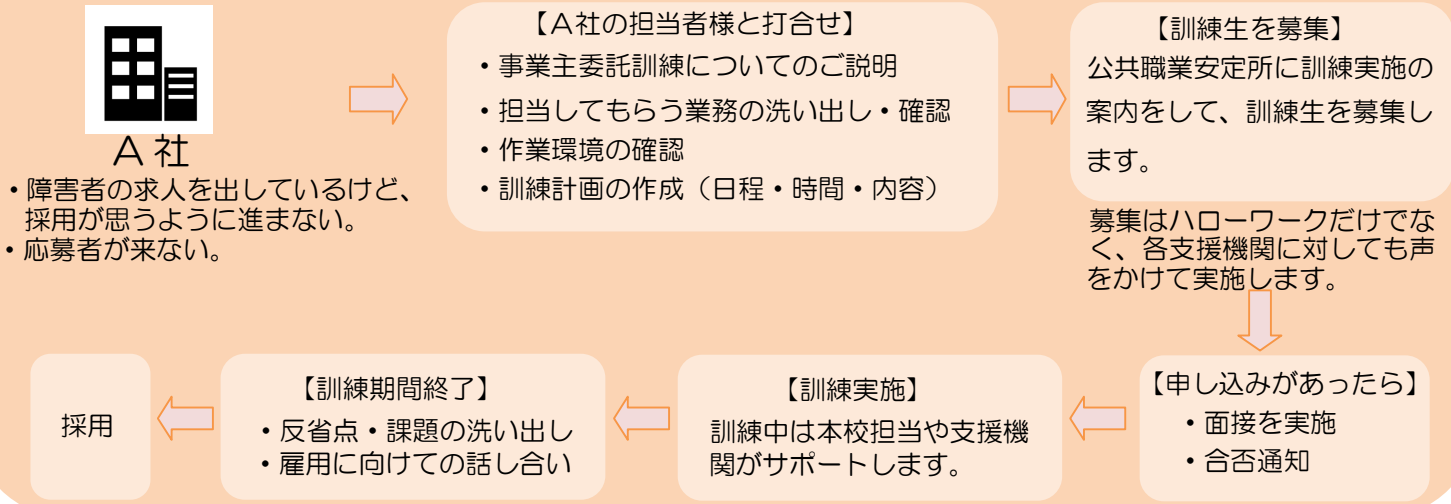 A社
・障害者の求人を出しているけど、
採用が思うように進まない。
・応募者が来ない。
【A社の担当者様と打合せ】
・事業主委託訓練についてのご説明
・担当してもらう業務の洗い出し・確認
・作業環境の確認
・訓練計画の作成（日程・時間・内容）
【訓練生を募集】
公共職業安定所に訓練実施の
案内をして、訓練生を募集し
ます。
募集はハローワークだけでな
く、各支援機関に対しても声
をかけて実施します。
【申し込みがあったら】
・面接を実施
・合否通知
【訓練実施】
訓練中は本校担当や支援機
関がサポートします。
【訓練期間終了】
・反省点・課題の洗い出し
・雇用に向けての話し合い
採用